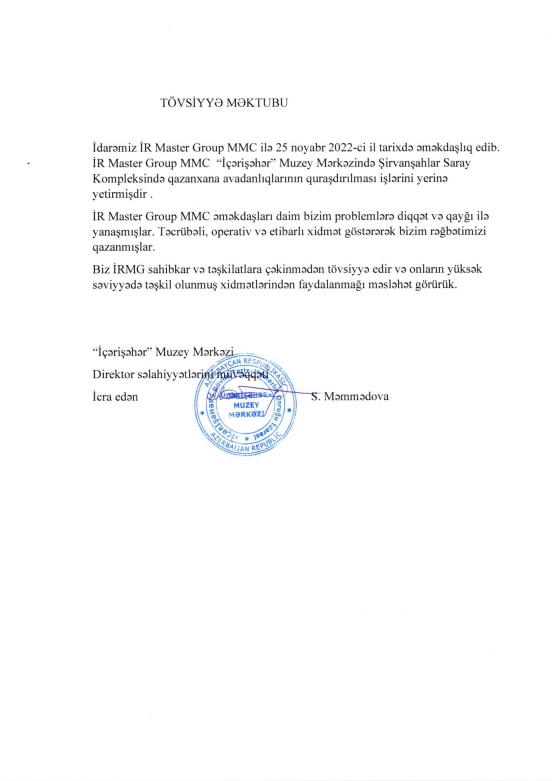 TÖVSİYYƏ MƏKTUBU
İdarəmiz İR Master Group MMC ilə 25 noyabr 2022-ci il tarixdə əməkdaşlıq edib.
İR Master Group MMC “İçərişəhər” Muzey Mərkəzində Şirvanşahlar Saray
Kompleksində qazanxana avadanlıqlarının quraşdırılması işlərini yerinə
yetirmişdir .
İR Master Group MMC əməkdaşları daim bizim problemlərə diqqət və qayğı ilə
yanaşmışlar. Təcrübəli, operativ və etibarlı xidmət göstərərək bizim rəğbətimizi
qazanmışlar.
Biz İRMG sahibkar və təşkilatlara çəkinmədən tövsiyyə edir və onların yüksək
səviyyədə təşkil olunmuş xidmətlərindən faydalanmağı məsləhət görürük.
“İçərişəhər” Muzey Mərkəzi
Direktor səlahiyyətlərini müvəqqəti
İcra edən S. Məmmədova
AZƏRBAYCAN RESPUBLİKASI
MUZEY
MƏRKƏZİ
AZERBAIJAN REPUBLIC